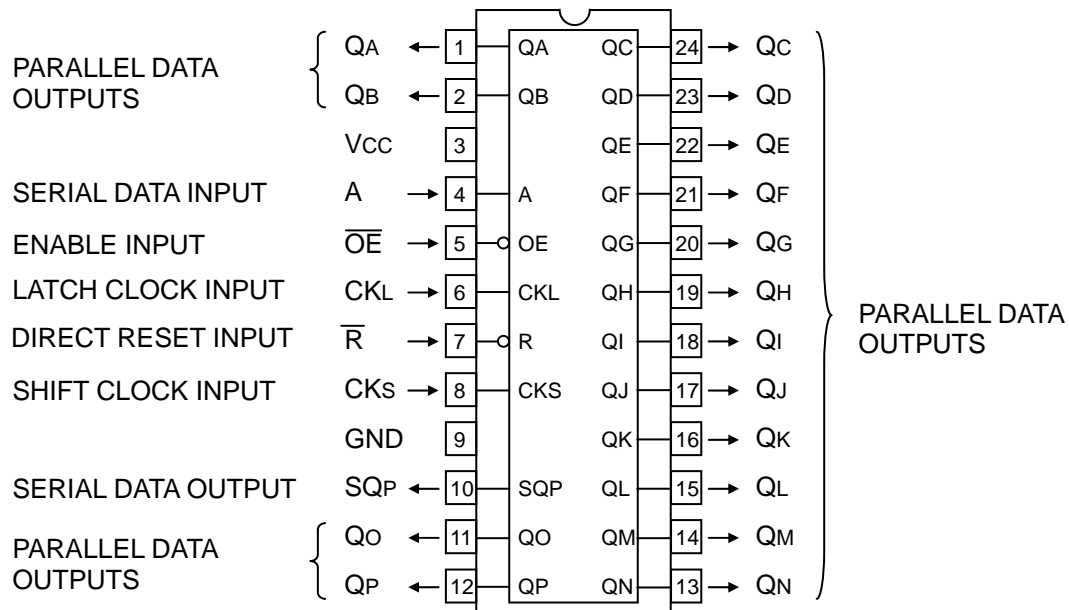 QA 1 QA QC 24 QC
PARALLEL DATA
OUTPUTS
QB 2 QB QD 23 QD
VCC 3 QE 22 QE
SERIAL DATA INPUT A 4 A QF 21 QF
ENABLE INPUT O̅E̅ 5 OE QG 20 QG
LATCH CLOCK INPUT CKL 6 CKL QH 19 QH
DIRECT RESET INPUT R̅ 7 R QI 18 QI
PARALLEL DATA
OUTPUTS
SHIFT CLOCK INPUT CKS 8 CKS QJ 17 QJ
GND 9 QK 16 QK
SERIAL DATA OUTPUT SQP 10 SQP QL 15 QL
QO 11 QO QM 14 QM
PARALLEL DATA
OUTPUTS
QP 12 QP QN 13 QN